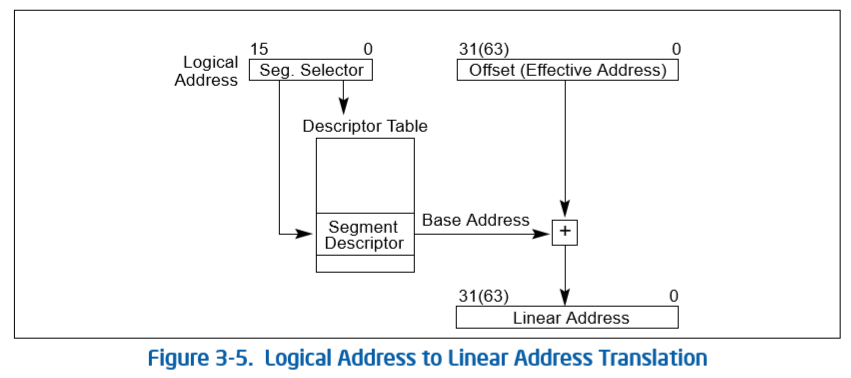 15 0
31(63) 0
Logical
Address
Seg. Selector
Offset (Effective Address)
Descriptor Table
Segment
Descriptor
Base Address
+
31(63) 0
Linear Address
Figure 3-5. Logical Address to Linear Address Translation